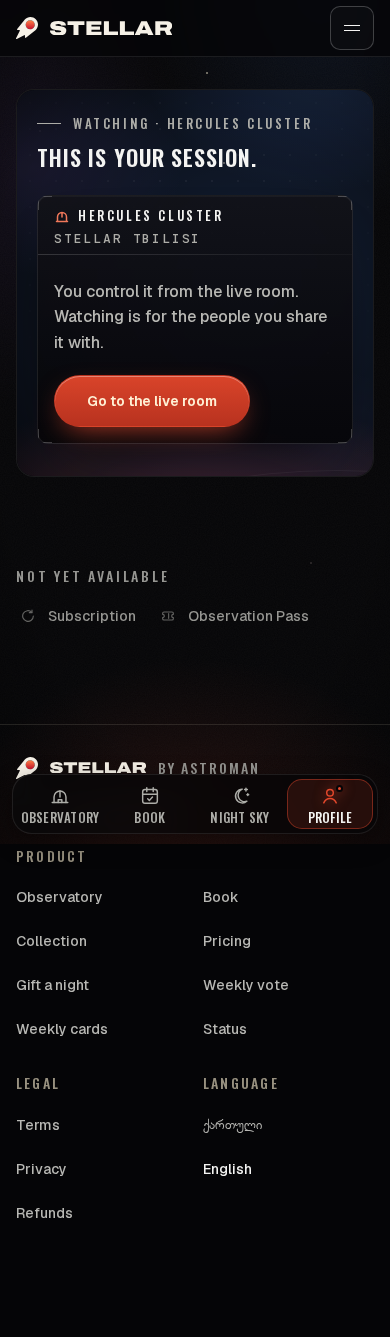 STELLAR
WATCHING · HERCULES CLUSTER
THIS IS YOUR SESSION.
HERCULES CLUSTER
STELLAR TBILISI
You control it from the live room.
Watching is for the people you share
it with.
Go to the live room
NOT YET AVAILABLE
Subscription
Observation Pass
STELLAR BY ASTROMAN
OBSERVATORY
BOOK
NIGHT SKY
PROFILE
PRODUCT
Observatory
Book
Collection
Pricing
Gift a night
Weekly vote
Weekly cards
Status
LEGAL
LANGUAGE
Terms
ქართული
Privacy
English
Refunds